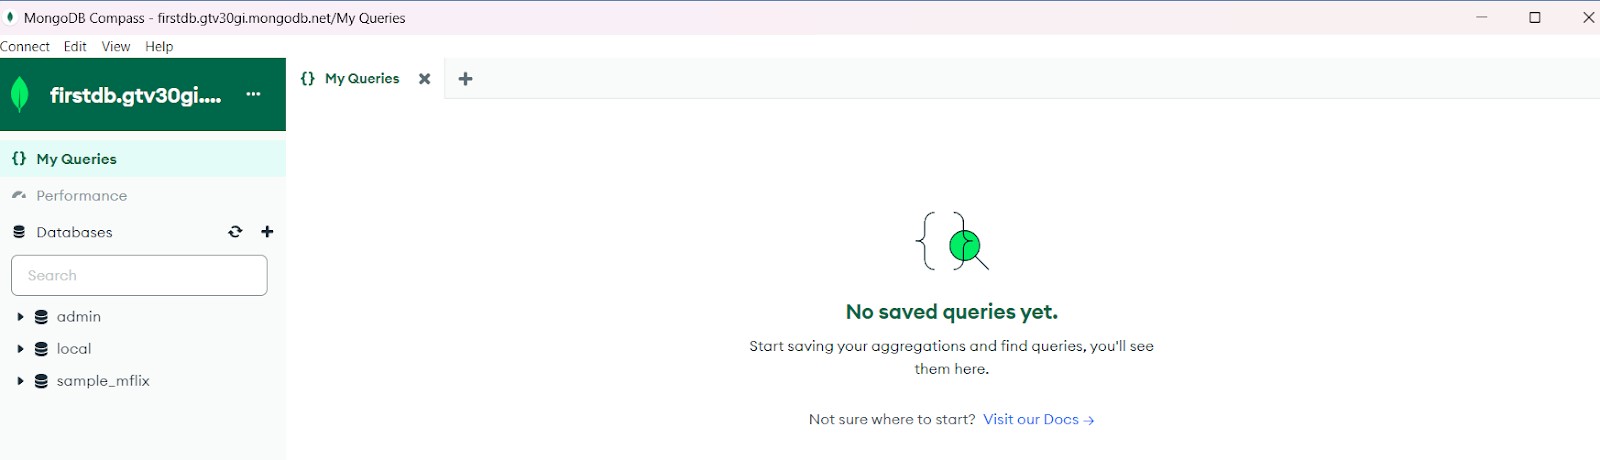 MongoDB Compass - firstdb.gtv30gi.mongodb.net/My Queries
Connect Edit View Help
firstdb.gtv30gi....
My Queries
My Queries
Performance
Databases
Search
admin
local
sample_mflix
No saved queries yet.
Start saving your aggregations and find queries, you'll see
them here.
Not sure where to start? Visit our Docs →